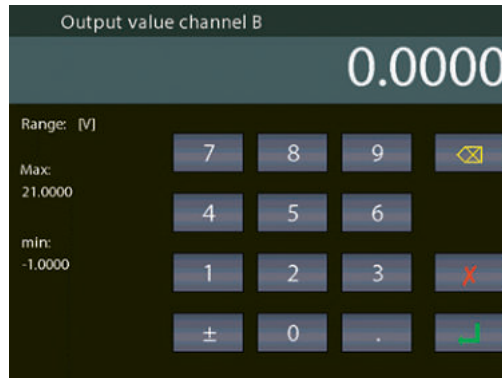 Output value channel B
0.0000
Range: [V]
7 8 9
Max:
21.0000
4 5 6
min:
-1.0000
1 2 3
± 0 .